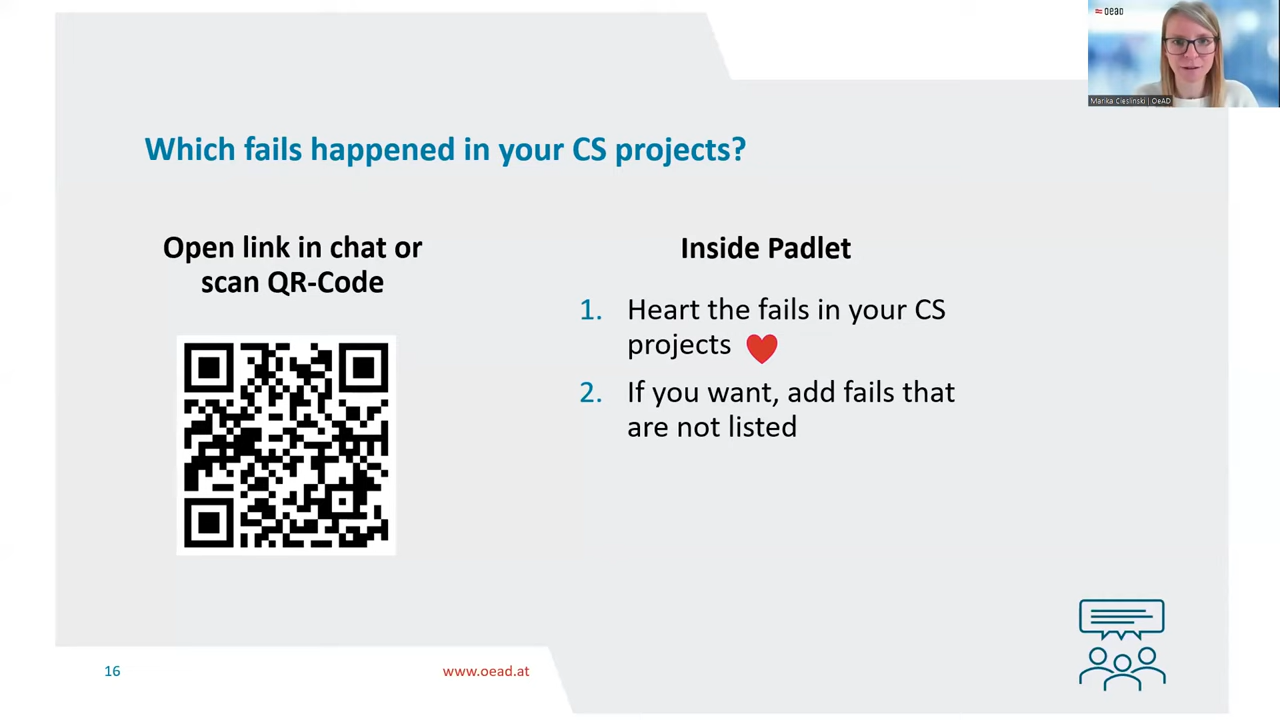 oead
Marika Cieslinski | OeAD
Which fails happened in your CS projects?
Open link in chat or
scan QR-Code
Inside Padlet
1. Heart the fails in your CS
projects
2. If you want, add fails that
are not listed
16
www.oead.at